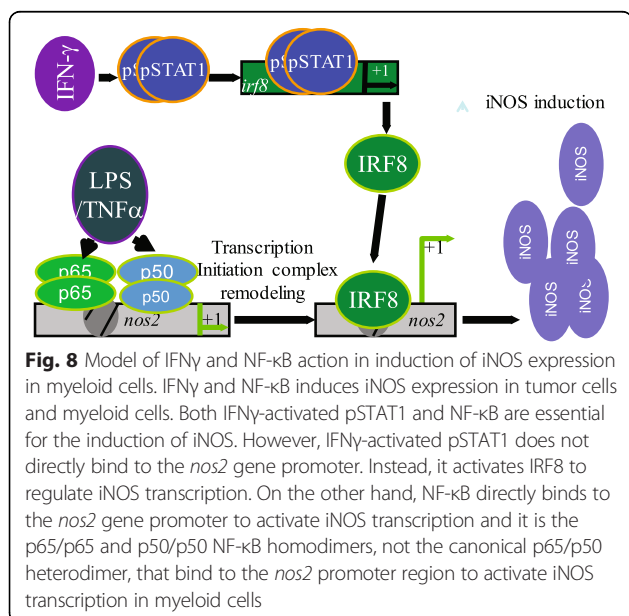 IFN-γ
pSTAT1
pSTAT1
irf8
+1
iNOS induction
IRF8
LPS
/TNFα
iNOS
iNOS
iNOS
iNOS
iNOS
p65
p65
p50
p50
Transcription
Initiation complex
remodeling
nos2
+1
IRF8
+1
nos2
Fig. 8 Model of IFNγ and NF-κB action in induction of iNOS expression
in myeloid cells. IFNγ and NF-κB induces iNOS expression in tumor cells
and myeloid cells. Both IFNγ-activated pSTAT1 and NF-κB are essential
for the induction of iNOS. However, IFNγ-activated pSTAT1 does not
directly bind to the nos2 gene promoter. Instead, it activates IRF8 to
regulate iNOS transcription. On the other hand, NF-κB directly binds to
the nos2 gene promoter to activate iNOS transcription and it is the
p65/p65 and p50/p50 NF-κB homodimers, not the canonical p65/p50
heterodimer, that bind to the nos2 promoter region to activate iNOS
transcription in myeloid cells